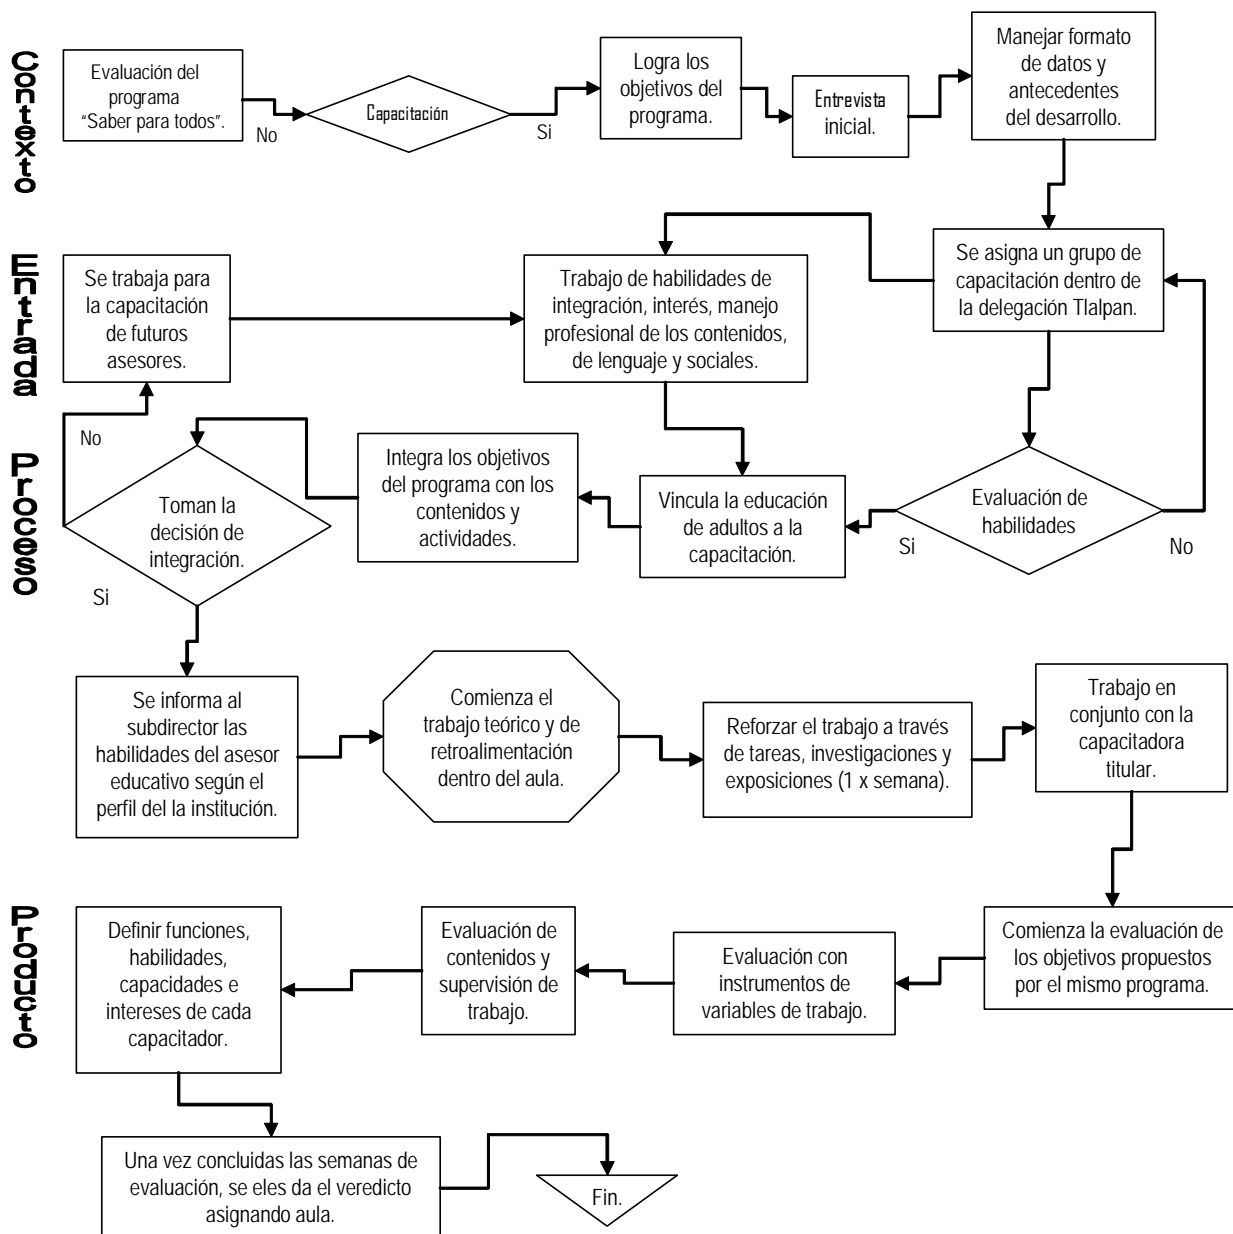 Contexto
Evaluación del
programa
“Saber para todos”.
No
Capacitación
Si
Logra los
objetivos del
programa.
Entrevista
inicial.
Manejar formato
de datos y
antecedentes
del desarrollo.
Entrada
Se trabaja para
la capacitación
de futuros
asesores.
Trabajo de habilidades de
integración, interés, manejo
profesional de los contenidos,
de lenguaje y sociales.
Se asigna un grupo de
capacitación dentro de
la delegación Tlalpan.
Proceso
No
Toman la
decisión de
integración.
Si
Integra los objetivos
del programa con los
contenidos y
actividades.
Vincula la educación
de adultos a la
capacitación.
Si
Evaluación de
habilidades
No
Se informa al
subdirector las
habilidades del asesor
educativo según el
perfil del la institución.
Comienza el
trabajo teórico y de
retroalimentación
dentro del aula.
Reforzar el trabajo a través
de tareas, investigaciones y
exposiciones (1 x semana).
Trabajo en
conjunto con la
capacitadora
titular.
Producto
Definir funciones,
habilidades,
capacidades e
intereses de cada
capacitador.
Evaluación de
contenidos y
supervisión de
trabajo.
Evaluación con
instrumentos de
variables de trabajo.
Comienza la evaluación de
los objetivos propuestos
por el mismo programa.
Una vez concluidas las semanas de
evaluación, se eles da el veredicto
asignando aula.
Fin.